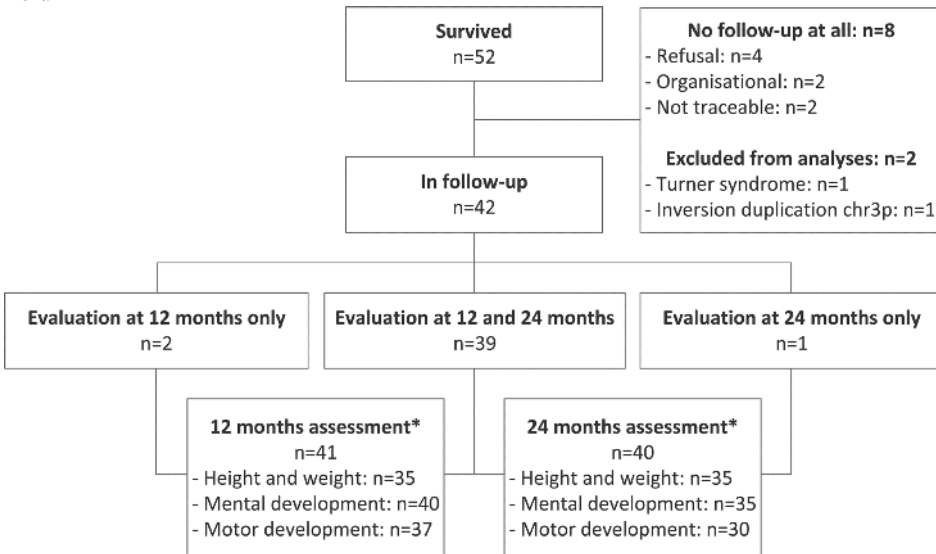 Survived
n=52
No follow-up at all: n=8
- Refusal: n=4
- Organisational: n=2
- Not traceable: n=2
Excluded from analyses: n=2
- Turner syndrome: n=1
- Inversion duplication chr3p: n=1
In follow-up
n=42
Evaluation at 12 months only
n=2
Evaluation at 12 and 24 months
n=39
Evaluation at 24 months only
n=1
12 months assessment*
n=41
- Height and weight: n=35
- Mental development: n=40
- Motor development: n=37
24 months assessment*
n=40
- Height and weight: n=35
- Mental development: n=35
- Motor development: n=30